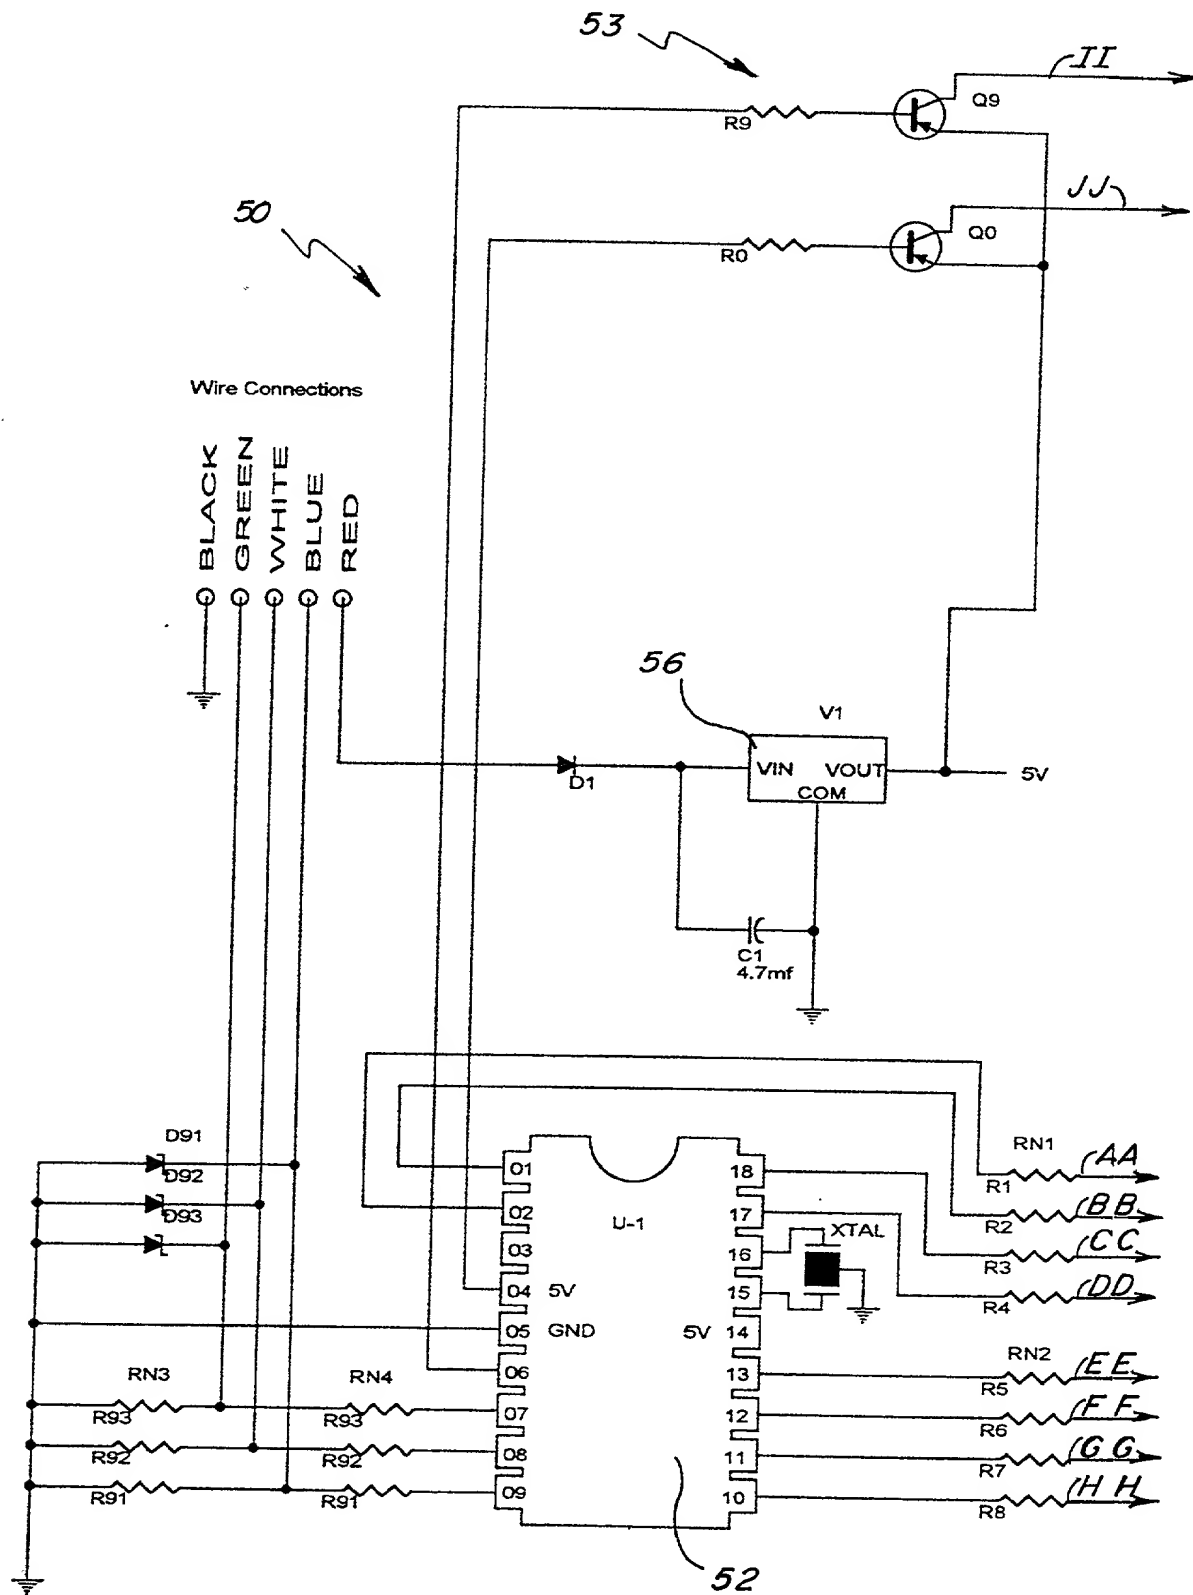 53
II
Q9
R9
JJ
50
Q0
R0
Wire Connections
BLACK
GREEN
WHITE
BLUE
RED
56
V1
VIN VOUT
COM
5V
D1
C1
4.7mf
D91
D92
D93
RN1
AA
R1
BB
R2
CC
R3
DD
R4
01
02
03
04 5V
05 GND
06
07
08
09
U-1
18
17
16
15
5V 14
13
12
11
10
XTAL
RN2
EE
R5
FF
R6
GG
R7
HH
R8
RN3
R93
R92
R91
RN4
R93
R92
R91
52